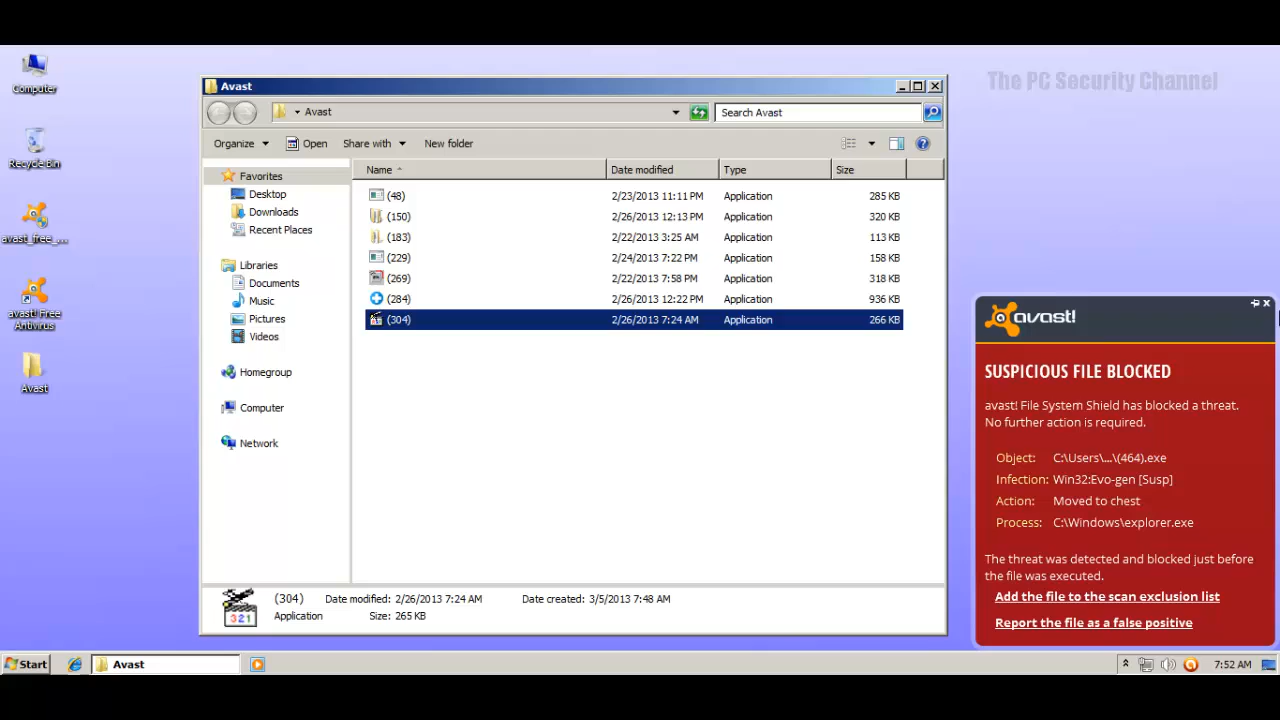 The PC Security Channel
Computer
Recycle Bin
avast_free_...
avast! Free
Antivirus
Avast
Avast
Avast
Search Avast
Organize
Open
Share with
New folder
Favorites
Desktop
Downloads
Recent Places
Libraries
Documents
Music
Pictures
Videos
Homegroup
Computer
Network
Name Date modified Type Size
(48) 2/23/2013 11:11 PM Application 285 KB
(150) 2/26/2013 12:13 PM Application 320 KB
(183) 2/22/2013 3:25 AM Application 113 KB
(229) 2/24/2013 7:22 PM Application 158 KB
(269) 2/22/2013 7:58 PM Application 318 KB
(284) 2/26/2013 12:22 PM Application 936 KB
(304) 2/26/2013 7:24 AM Application 266 KB
321
(304) Date modified: 2/26/2013 7:24 AM Date created: 3/5/2013 7:48 AM
Application Size: 265 KB
avast!
SUSPICIOUS FILE BLOCKED
avast! File System Shield has blocked a threat.
No further action is required.
Object: C:\Users\...\(464).exe
Infection: Win32:Evo-gen [Susp]
Action: Moved to chest
Process: C:\Windows\explorer.exe
The threat was detected and blocked just before
the file was executed.
Add the file to the scan exclusion list
Report the file as a false positive
Start
Avast
7:52 AM